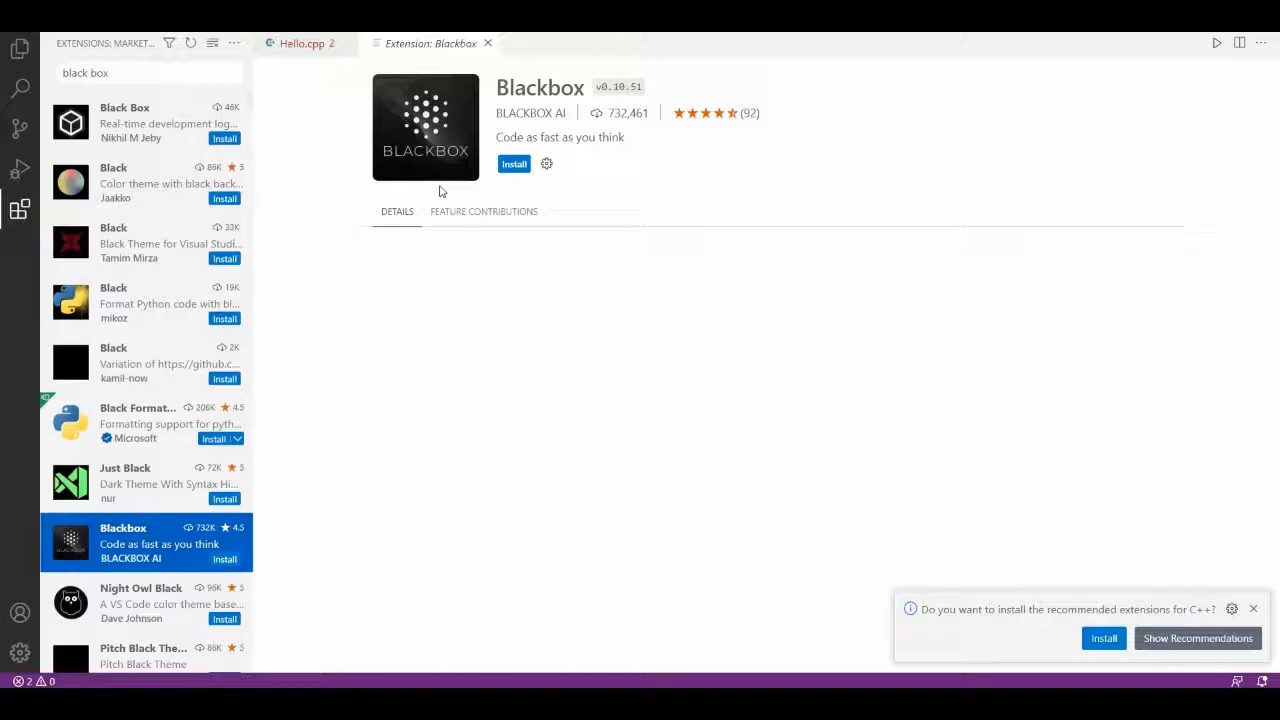 EXTENSIONS: MARKET...
black box
Black Box 46K
Real-time development log...
Nikhil M Jeby Install
Black 86K 5
Color theme with black back...
Jaakko Install
Black 33K
Black Theme for Visual Studi...
Tamim Mirza Install
Black 19K
Format Python code with bl...
mikoz Install
Black 2K
Variation of https://github.c...
kamil-now Install
Black Format... 206K 4.5
Formatting support for pyth...
Microsoft Install
Just Black 72K 5
Dark Theme With Syntax Hi...
nur Install
Blackbox 732K 4.5
Code as fast as you think
BLACKBOX AI Install
Night Owl Black 96K 5
A VS Code color theme base...
Dave Johnson Install
Pitch Black The... 86K 5
Pitch Black Theme
Hello.cpp 2
Extension: Blackbox
BLACKBOX
Blackbox v0.10.51
BLACKBOX AI 732,461 (92)
Code as fast as you think
Install
DETAILS FEATURE CONTRIBUTIONS
Do you want to install the recommended extensions for C++?
Install Show Recommendations
2 0